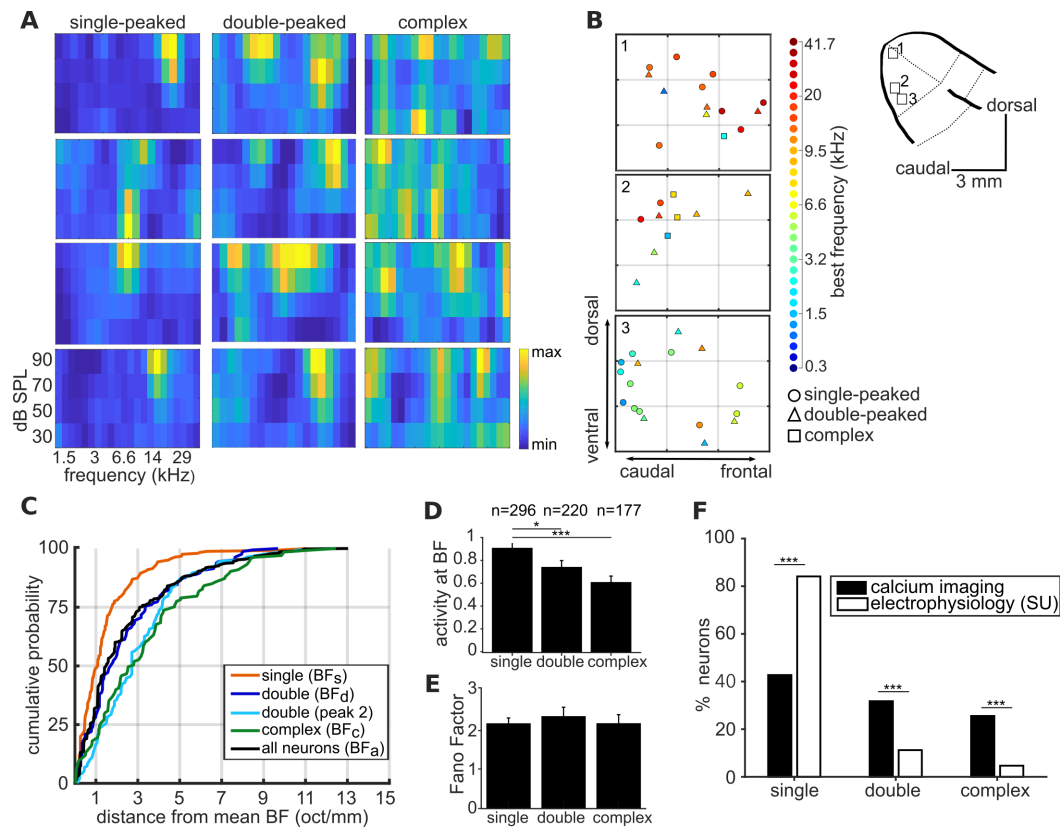 A
single-peaked
double-peaked
complex
dB SPL
90
70
50
30
1.5 3 6.6 14 29
frequency (kHz)
max
min
B
1
2
3
dorsal
ventral
caudal
frontal
41.7
20
9.5
6.6
3.2
1.5
0.3
best frequency (kHz)
single-peaked
double-peaked
complex
1
2
3
dorsal
caudal
3 mm
C
cumulative probability
100
75
50
25
0
1 3 5 7 9 11 13 15
distance from mean BF (oct/mm)
single (BFs)
double (BFd)
double (peak 2)
complex (BFc)
all neurons (BFa)
D
n=296 n=220 n=177
*
***
activity at BF
1
0.8
0.6
0.4
0.2
0
single double complex
E
Fano Factor
3
2
1
0
single double complex
F
% neurons
100
80
60
40
20
0
***
***
***
calcium imaging
electrophysiology (SU)
single double complex